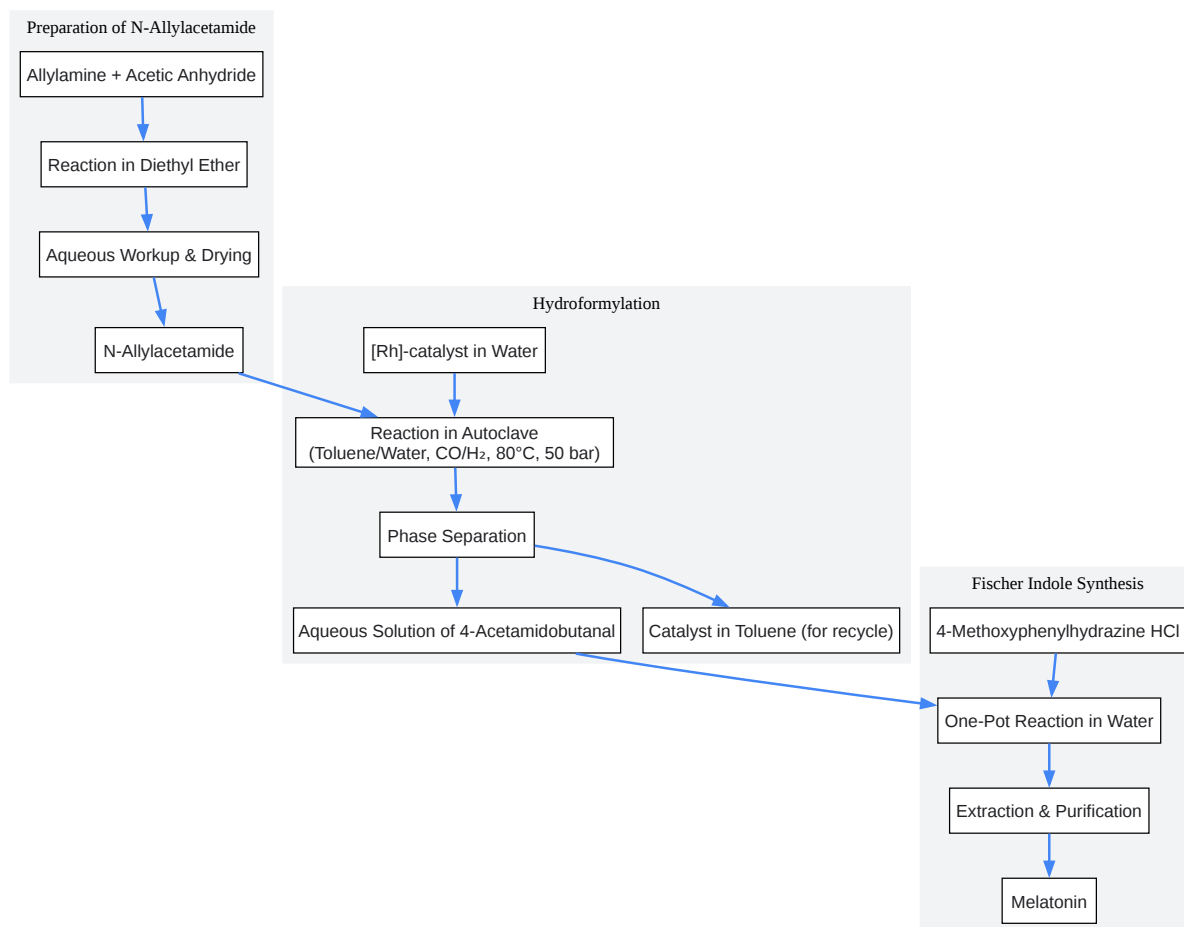 Preparation of N-Allylacetamide
Allylamine + Acetic Anhydride
Reaction in Diethyl Ether
Aqueous Workup & Drying
N-Allylacetamide
Hydroformylation
[Rh]-catalyst in Water
Reaction in Autoclave
(Toluene/Water, CO/H₂, 80°C, 50 bar)
Phase Separation
Aqueous Solution of 4-Acetamidobutanal
Catalyst in Toluene (for recycle)
Fischer Indole Synthesis
4-Methoxyphenylhydrazine HCl
One-Pot Reaction in Water
Extraction & Purification
Melatonin